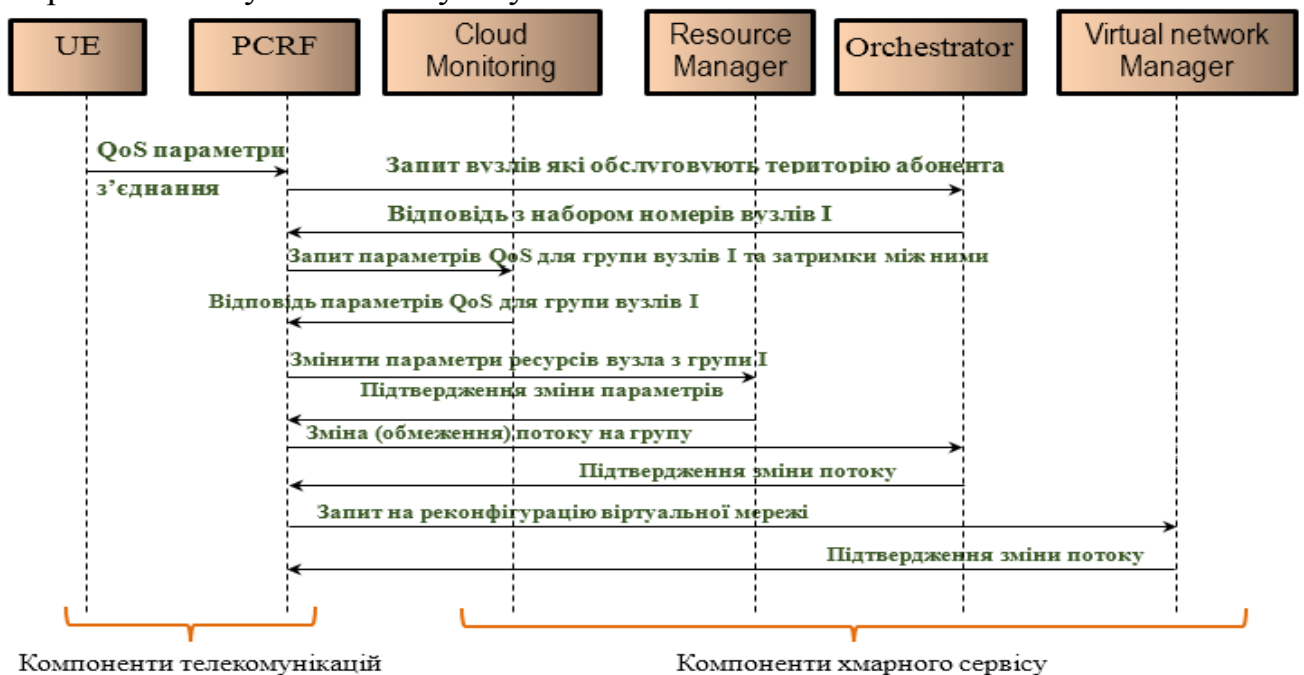 UE
PCRF
Cloud
Monitoring
Resource
Manager
Orchestrator
Virtual network
Manager
QoS параметри
з’єднання
Запит вузлів які обслуговують територію абонента
Відповідь з набором номерів вузлів І
Запит параметрів QoS для групи вузлів І та затримки між ними
Відповідь параметрів QoS для групи вузлів І
Змінити параметри ресурсів вузла з групи І
Підтвердження зміни параметрів
Зміна (обмеження) потоку на групу
Підтвердження зміни потоку
Запит на реконфігурацію віртуальної мережі
Підтвердження зміни потоку
Компоненти телекомунікацій
Компоненти хмарного сервісу